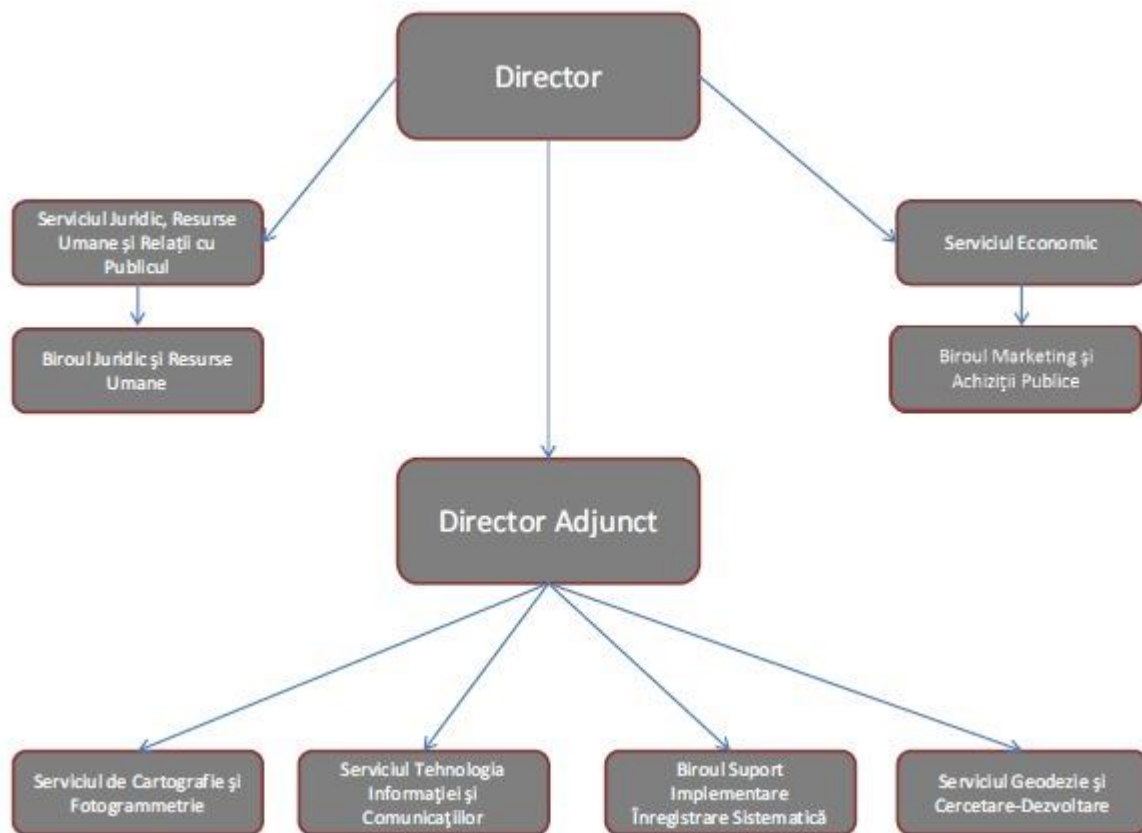 Director
Serviciul Juridic, Resurse
Umane şi Relaţii cu
Publicul
Serviciul Economic
Biroul Juridic şi Resurse
Umane
Biroul Marketing şi
Achiziţii Publice
Director Adjunct
Serviciul de Cartografie şi
Fotogrammetrie
Serviciul Tehnologia
Informaţiei şi
Comunicaţiilor
Biroul Suport
Implementare
Înregistrare Sistematică
Serviciul Geodezie şi
Cercetare-Dezvoltare